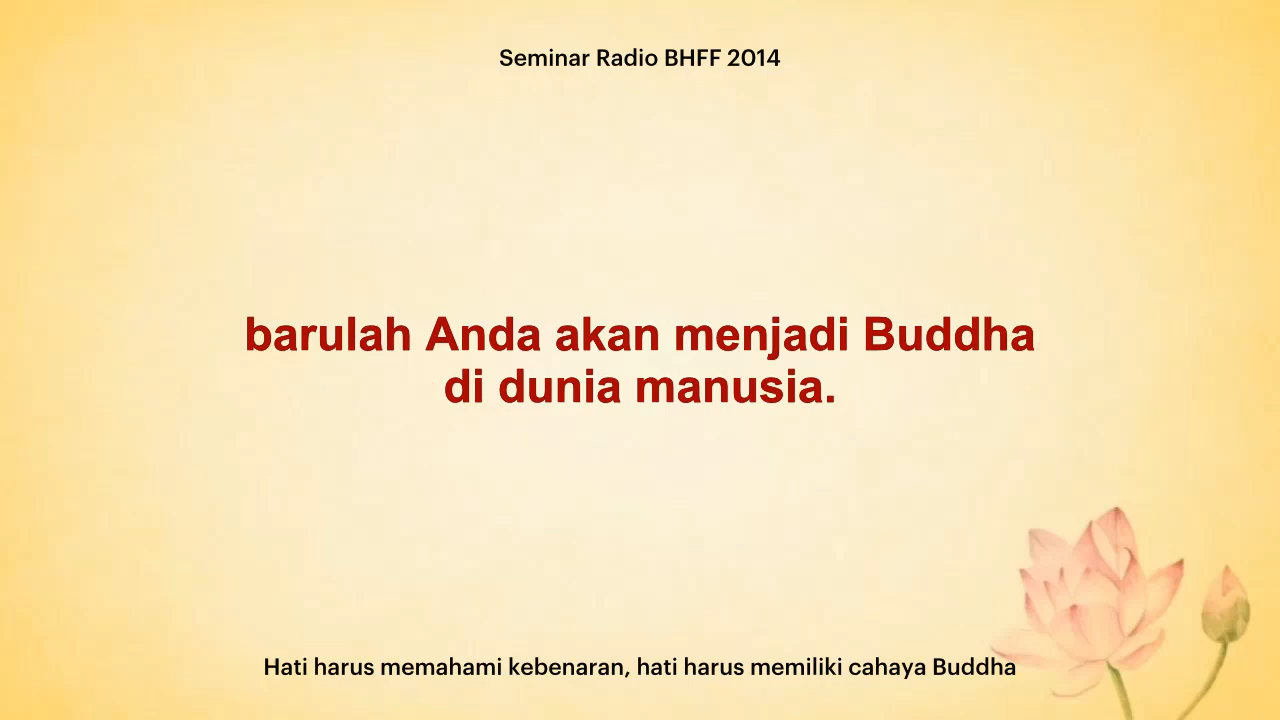 Seminar Radio BHFF 2014
barulah Anda akan menjadi Buddha
di dunia manusia.
Hati harus memahami kebenaran, hati harus memiliki cahaya Buddha